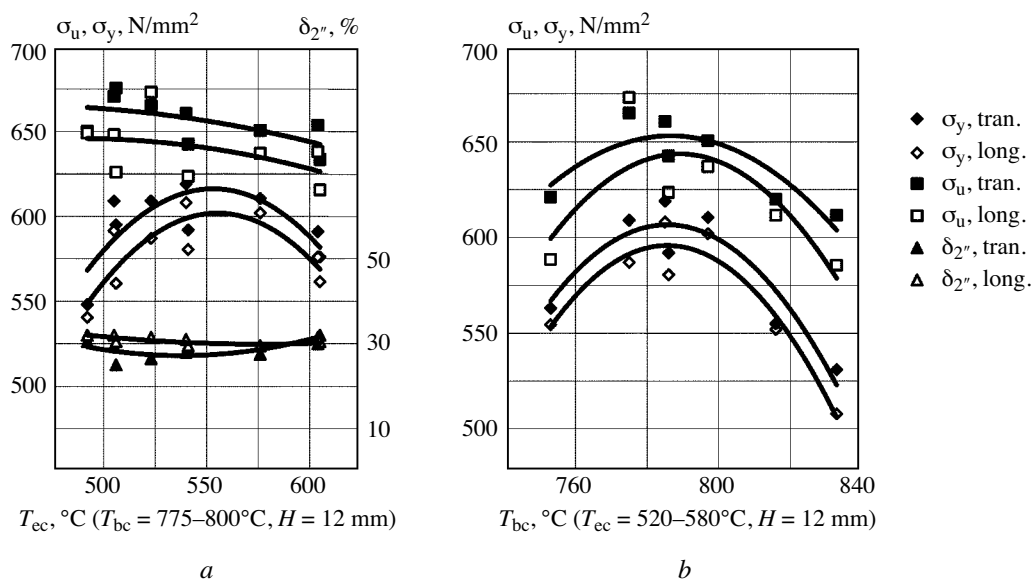 σu, σy, N/mm² δ2″, %
700
650
600
550
500
50
30
10
500 550 600
Tec, °C (Tbc = 775–800°C, H = 12 mm)
a
σu, σy, N/mm²
700
650
600
550
500
760 800 840
Tbc, °C (Tec = 520–580°C, H = 12 mm)
b
σy, tran.
σy, long.
σu, tran.
σu, long.
δ2″, tran.
δ2″, long.